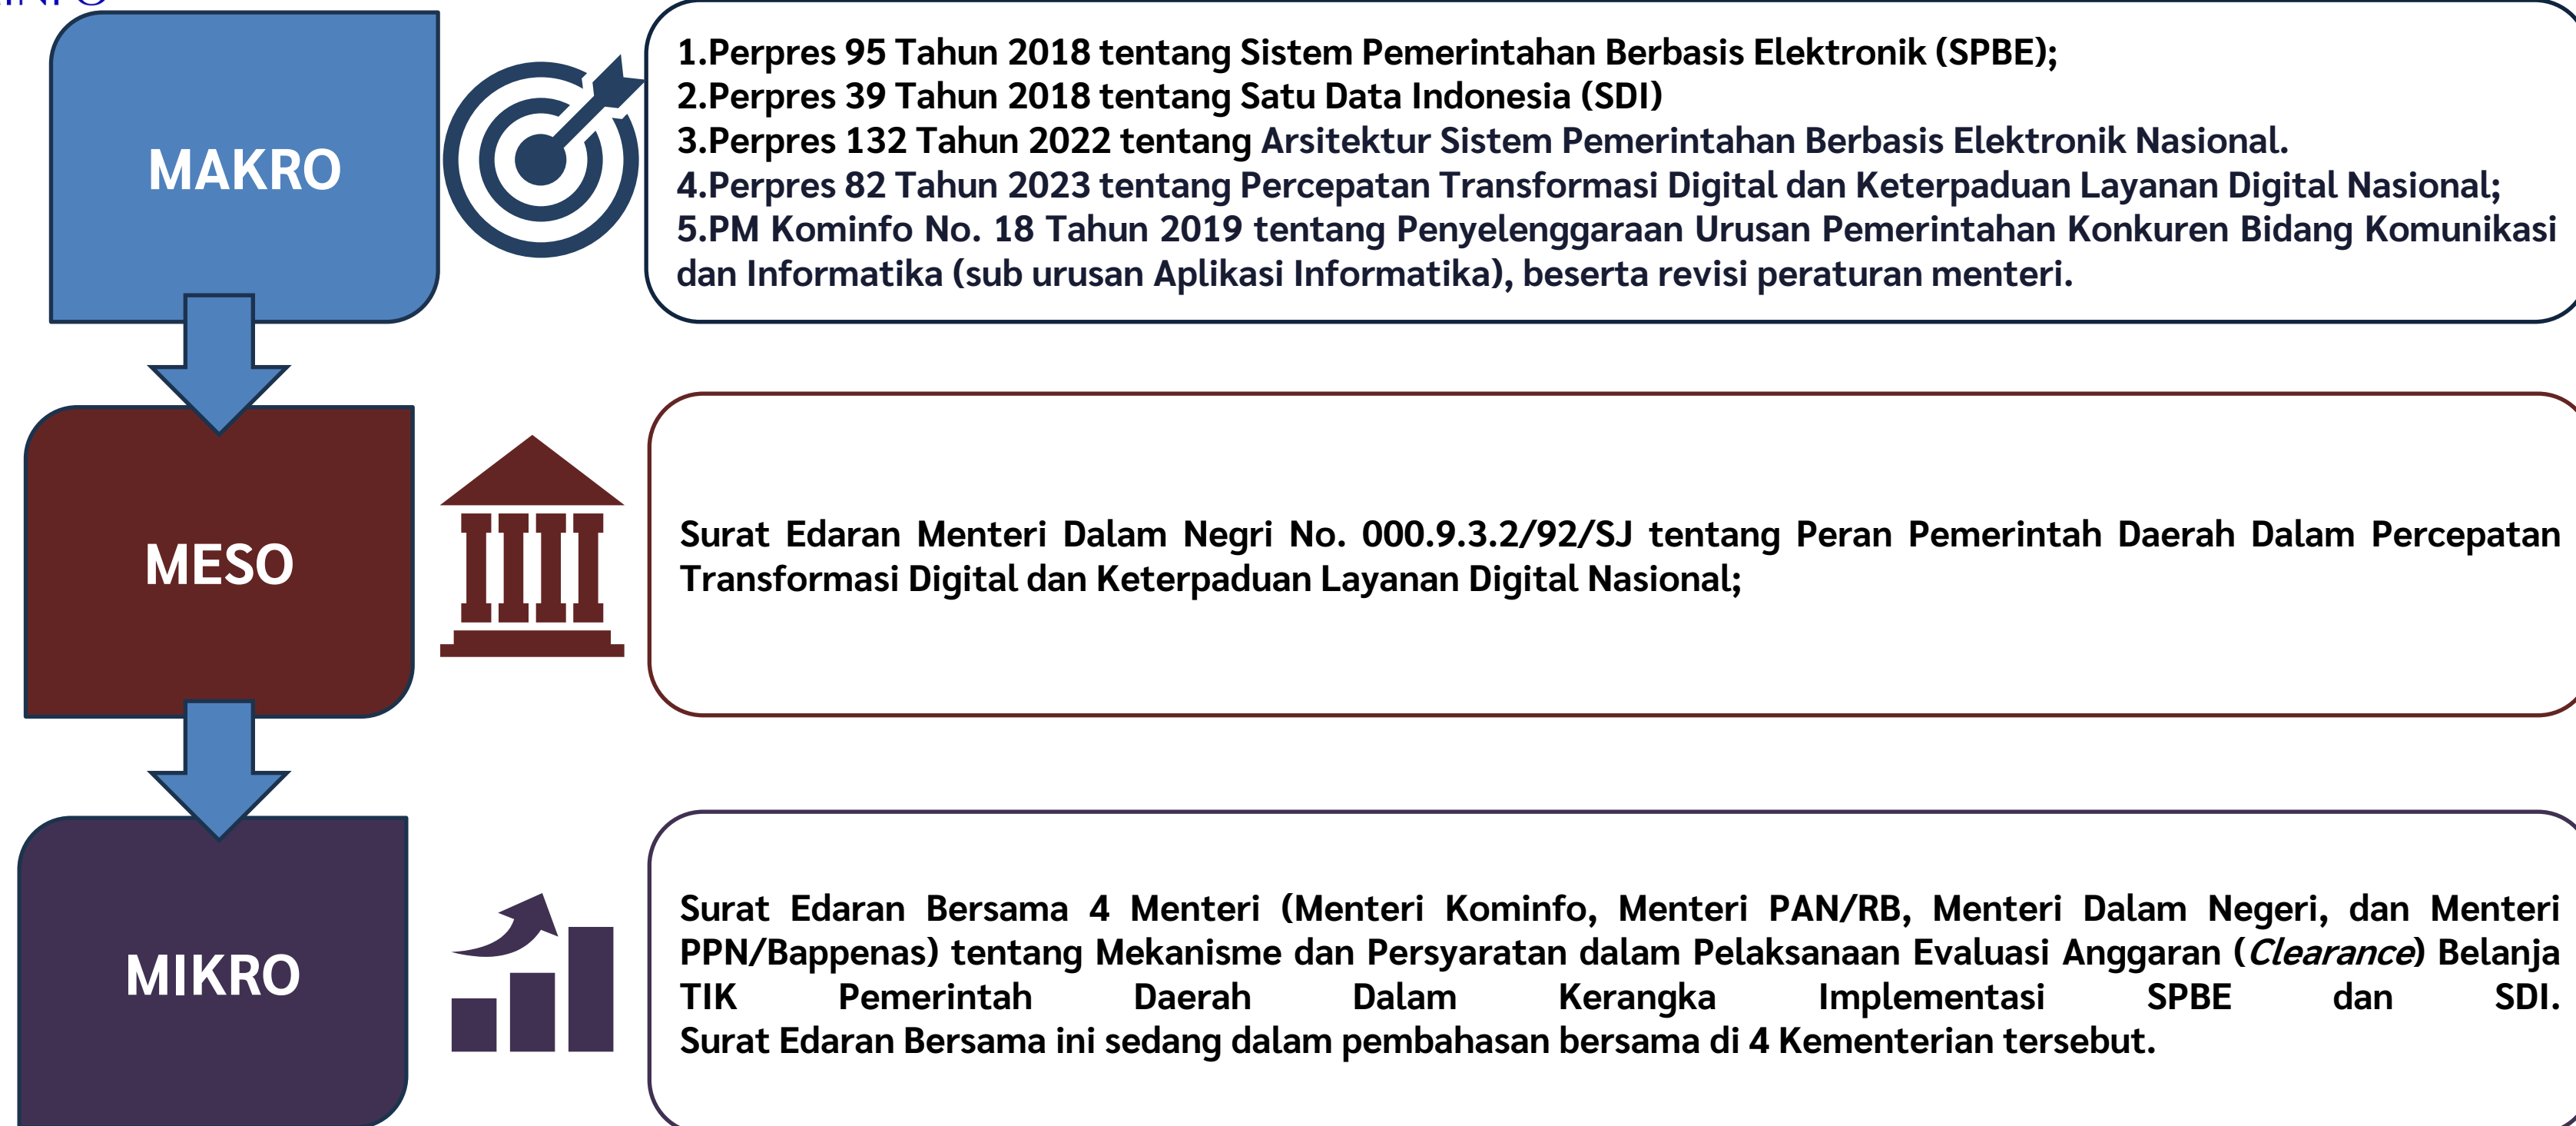 MAKRO
1.Perpres 95 Tahun 2018 tentang Sistem Pemerintahan Berbasis Elektronik (SPBE);
2.Perpres 39 Tahun 2018 tentang Satu Data Indonesia (SDI)
3.Perpres 132 Tahun 2022 tentang Arsitektur Sistem Pemerintahan Berbasis Elektronik Nasional.
4.Perpres 82 Tahun 2023 tentang Percepatan Transformasi Digital dan Keterpaduan Layanan Digital Nasional;
5.PM Kominfo No. 18 Tahun 2019 tentang Penyelenggaraan Urusan Pemerintahan Konkuren Bidang Komunikasi
dan Informatika (sub urusan Aplikasi Informatika), beserta revisi peraturan menteri.
MESO
Surat Edaran Menteri Dalam Negri No. 000.9.3.2/92/SJ tentang Peran Pemerintah Daerah Dalam Percepatan
Transformasi Digital dan Keterpaduan Layanan Digital Nasional;
MIKRO
Surat Edaran Bersama 4 Menteri (Menteri Kominfo, Menteri PAN/RB, Menteri Dalam Negeri, dan Menteri
PPN/Bappenas) tentang Mekanisme dan Persyaratan dalam Pelaksanaan Evaluasi Anggaran (Clearance) Belanja
TIK Pemerintah Daerah Dalam Kerangka Implementasi SPBE dan SDI.
Surat Edaran Bersama ini sedang dalam pembahasan bersama di 4 Kementerian tersebut.